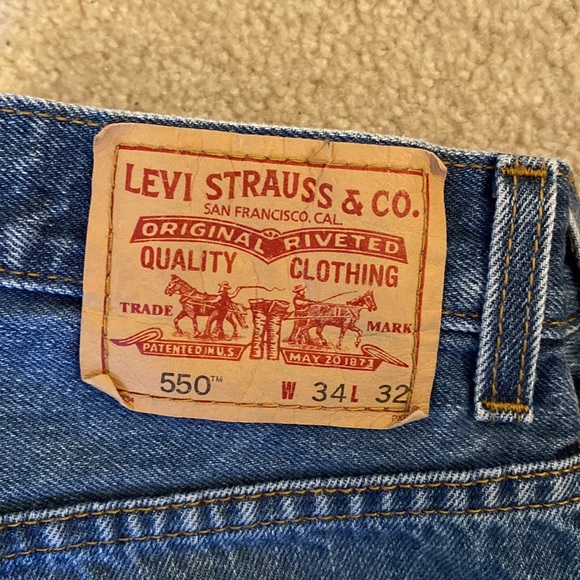 LEVI STRAUSS & CO.
SAN FRANCISCO, CAL.
ORIGINAL RIVETED
QUALITY CLOTHING
TRADE MARK
PATENTED IN U.S. MAY 20 1873
550™ W 34 L 32